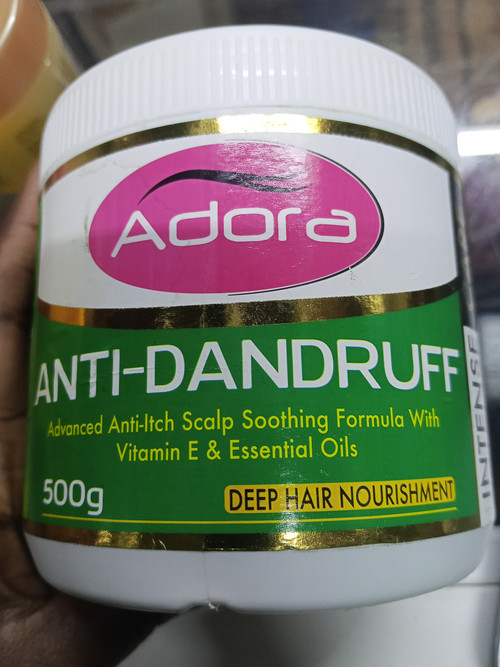 Adora
ANTI-DANDRUFF
Advanced Anti-Itch Scalp Soothing Formula With
Vitamin E & Essential Oils
500g
DEEP HAIR NOURISHMENT
INTENSE